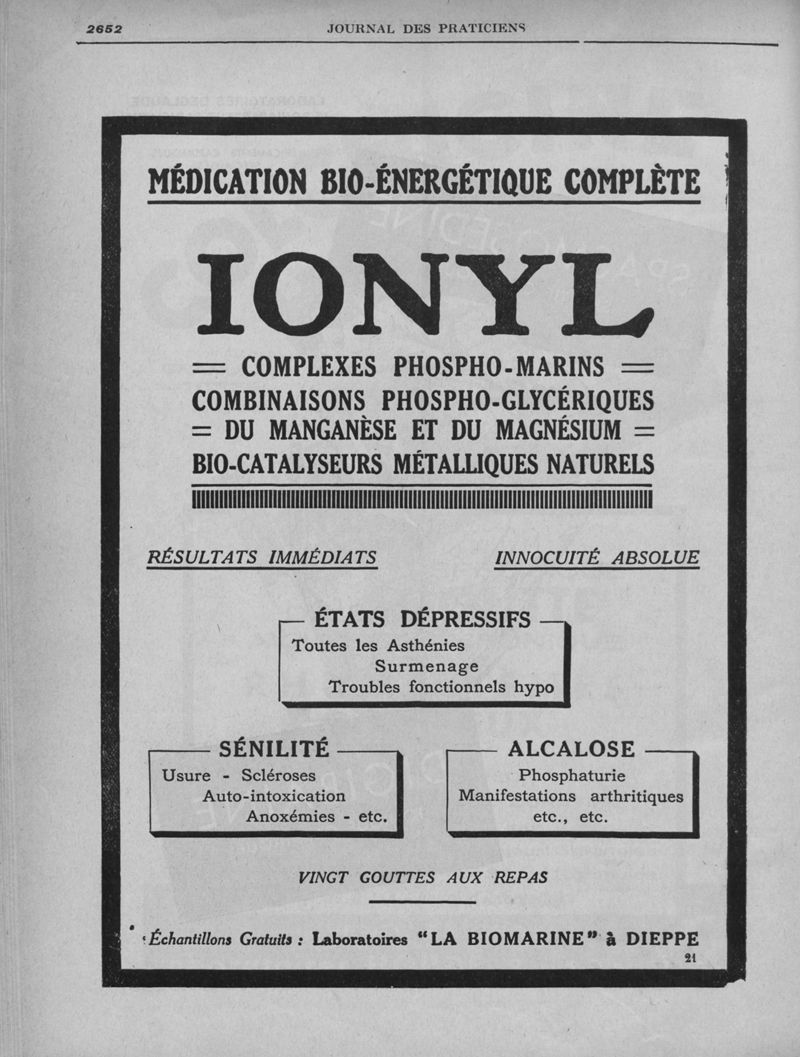 2652
JOURNAL DES PRATICIENS
MÉDICATION BIO-ÉNERGÉTIQUE COMPLÈTE
IONYL
= COMPLEXES PHOSPHO-MARINS =
COMBINAISONS PHOSPHO-GLYCÉRIQUES
= DU MANGANÈSE ET DU MAGNÉSIUM =
BIO-CATALYSEURS MÉTALLIQUES NATURELS
RÉSULTATS IMMÉDIATS
INNOCUITÉ ABSOLUE
ÉTATS DÉPRESSIFS
Toutes les Asthénies
Surmenage
Troubles fonctionnels hypo
SÉNILITÉ
Usure - Scléroses
Auto-intoxication
Anoxémies - etc.
ALCALOSE
Phosphaturie
Manifestations arthritiques
etc., etc.
VINGT GOUTTES AUX REPAS
Échantillons Gratuits : Laboratoires "LA BIOMARINE" à DIEPPE
21